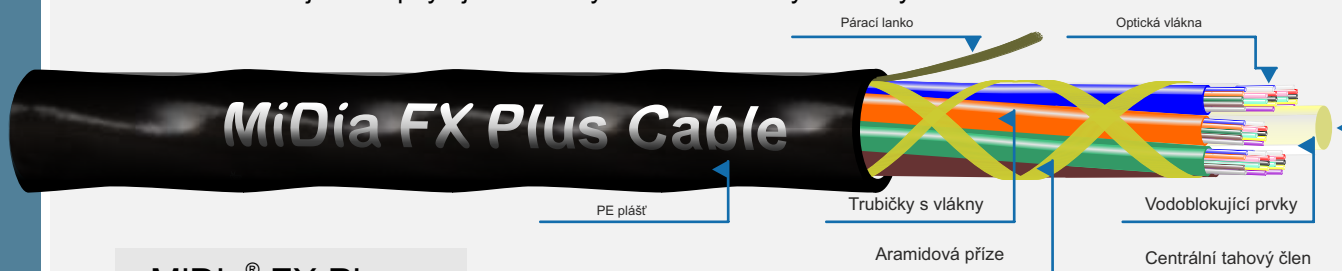 Párací lanko
Optická vlákna
MiDia FX Plus Cable
PE plášť
Trubičky s vlákny
Vodoblokující prvky
Aramidová příze
Centrální tahový člen